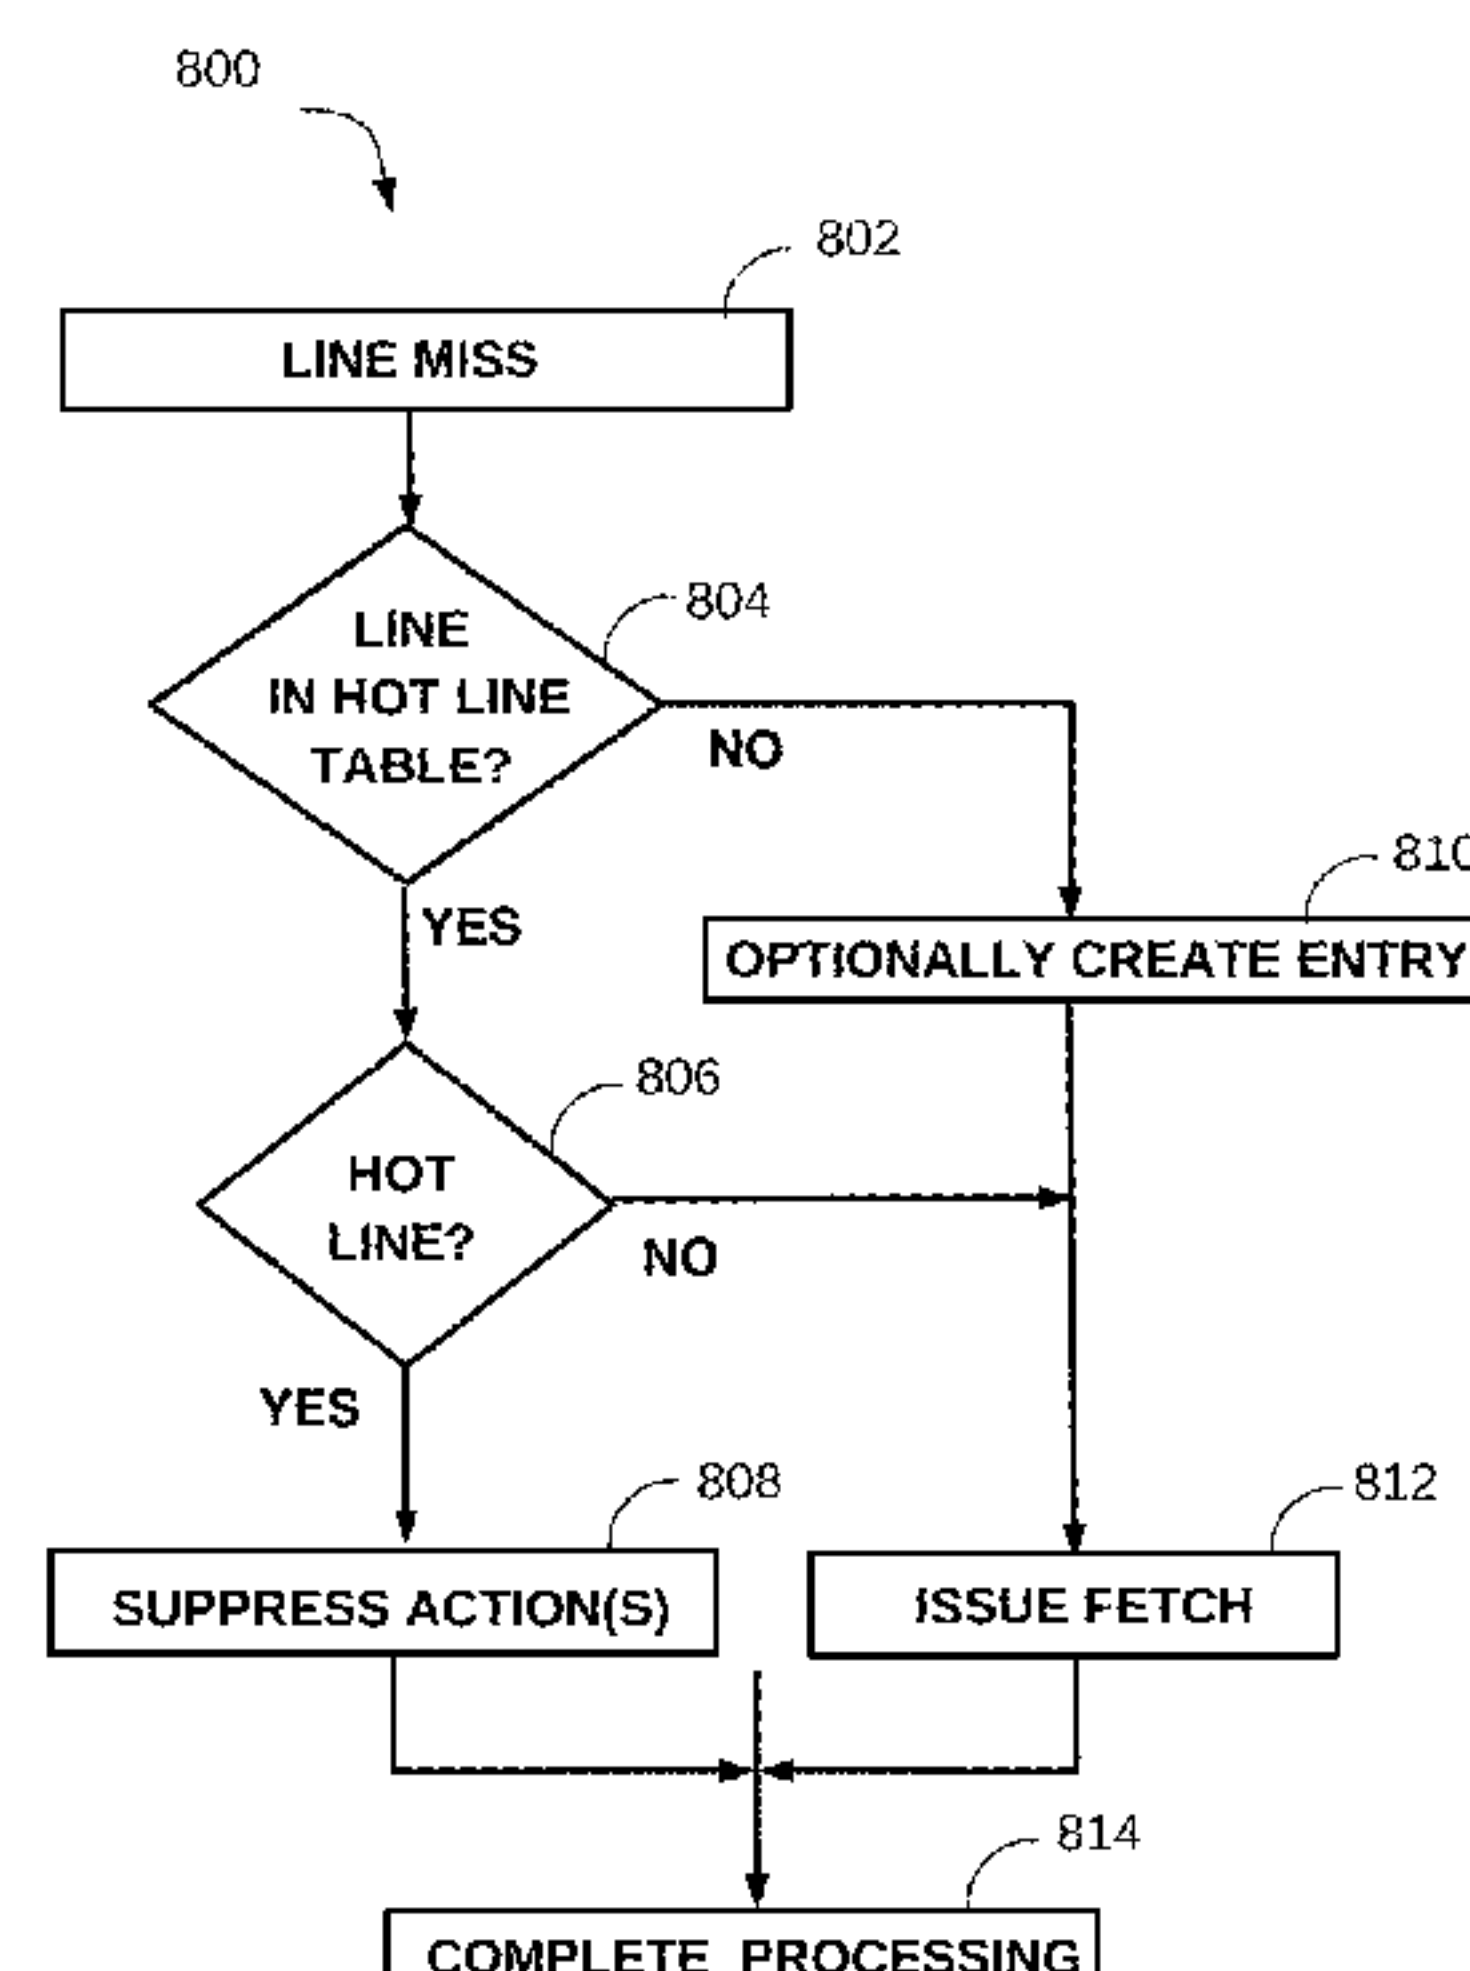 800
802
LINE MISS
804
LINE
IN HOT LINE
TABLE?
NO
YES
810
OPTIONALLY CREATE ENTRY
806
HOT
LINE?
NO
YES
808
812
SUPPRESS ACTION(S)
ISSUE FETCH
814
COMPLETE PROCESSING